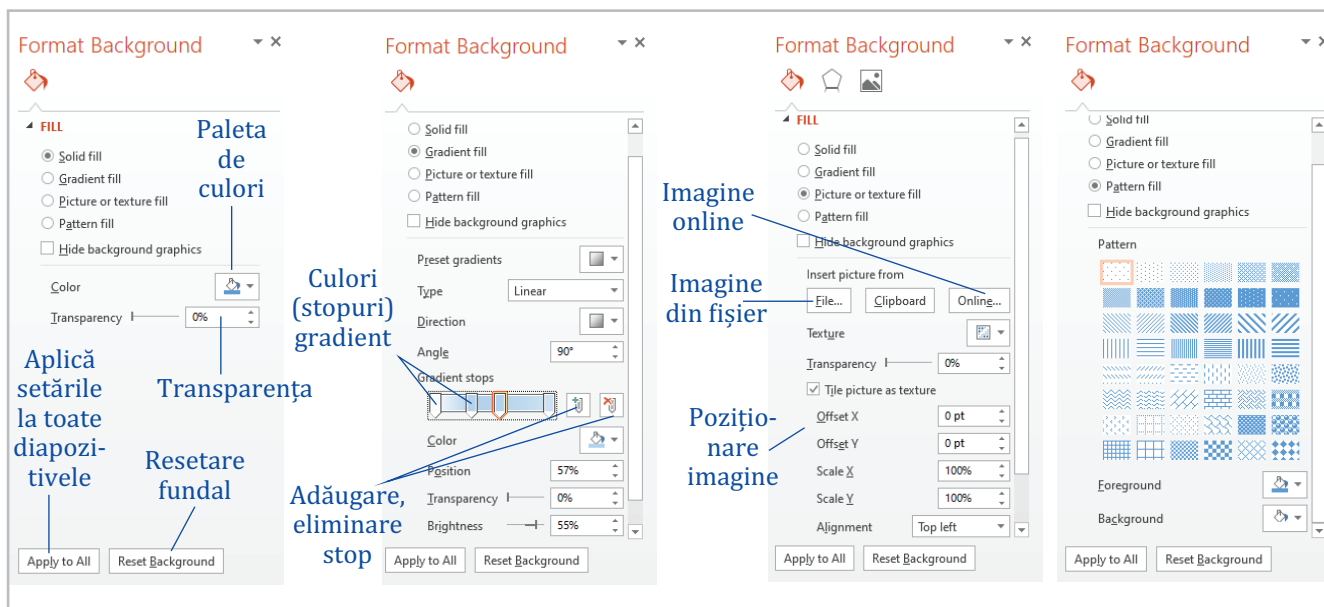 Format Background
FILL
Solid fill
Gradient fill
Picture or texture fill
Pattern fill
Hide background graphics
Color
Transparency
0%
Apply to All
Reset Background
Paleta
de
culori
Transparența
Aplică
setările
la toate
diapozi-
tivele
Resetare
fundal
Format Background
Solid fill
Gradient fill
Picture or texture fill
Pattern fill
Hide background graphics
Preset gradients
Type
Linear
Direction
Angle
90°
Gradient stops
Color
Position
57%
Transparency
0%
Brightness
55%
Apply to All
Reset Background
Culori
(stopuri)
gradient
Adăugare,
eliminare
stop
Format Background
FILL
Solid fill
Gradient fill
Picture or texture fill
Pattern fill
Hide background graphics
Insert picture from
File...
Clipboard
Online...
Texture
Transparency
0%
Tile picture as texture
Offset X
0 pt
Offset Y
0 pt
Scale X
100%
Scale Y
100%
Alignment
Top left
Apply to All
Reset Background
Imagine
online
Imagine
din fișier
Pozițio-
nare
imagine
Format Background
Solid fill
Gradient fill
Picture or texture fill
Pattern fill
Hide background graphics
Pattern
Foreground
Background
Apply to All
Reset Background